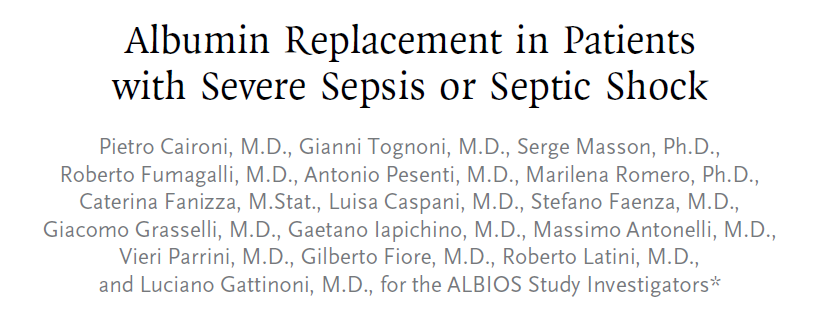 Albumin Replacement in Patients
with Severe Sepsis or Septic Shock
Pietro Caironi, M.D., Gianni Tognoni, M.D., Serge Masson, Ph.D.,
Roberto Fumagalli, M.D., Antonio Pesenti, M.D., Marilena Romero, Ph.D.,
Caterina Fanizza, M.Stat., Luisa Caspani, M.D., Stefano Faenza, M.D.,
Giacomo Grasselli, M.D., Gaetano Iapichino, M.D., Massimo Antonelli, M.D.,
Vieri Parrini, M.D., Gilberto Fiore, M.D., Roberto Latini, M.D.,
and Luciano Gattinoni, M.D., for the ALBIOS Study Investigators*